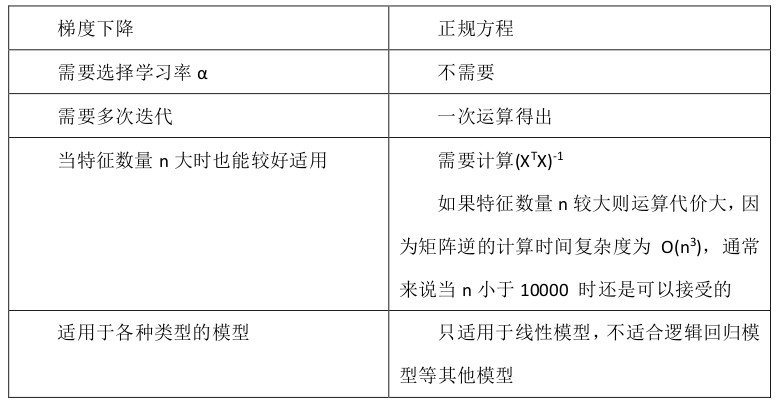 梯度下降
正规方程
需要选择学习率 α
不需要
需要多次迭代
一次运算得出
当特征数量 n 大时也能较好适用
需要计算(XᵀX)⁻¹
如果特征数量 n 较大则运算代价大，因
为矩阵逆的计算时间复杂度为 O(n³)，通常
来说当 n 小于 10000 时还是可以接受的
适用于各种类型的模型
只适用于线性模型，不适合逻辑回归模
型等其他模型